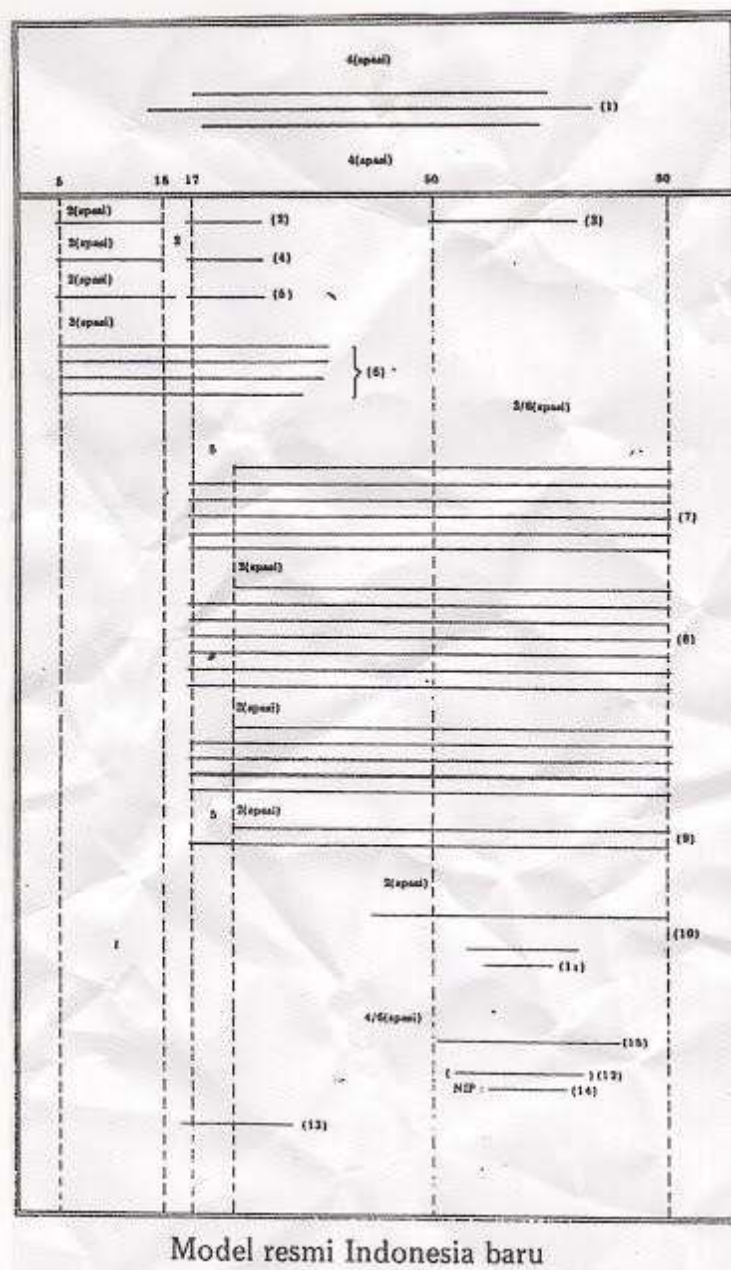 4(spasi)
(1)
4(spasi)
5 15 17 50 80
2(spasi)
(2) (3)
2(spasi) 2
(4)
2(spasi)
(5)
2(spasi)
(6)
2/6(spasi)
5
(7)
2(spasi)
(8)
2(spasi)
5 2(spasi)
(9)
2(spasi)
(10)
(11)
4/6(spasi)
(15)
( ) (12)
NIP : (14)
(13)
Model resmi Indonesia baru